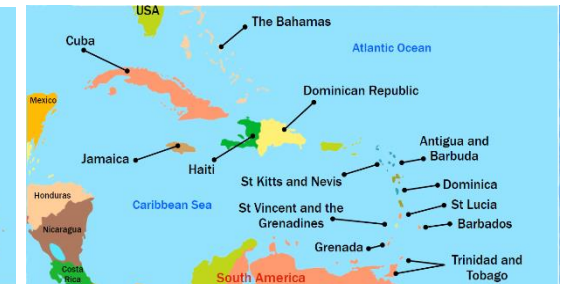 USA
The Bahamas
Cuba
Atlantic Ocean
Dominican Republic
Mexico
Jamaica
Haiti
Antigua and
Barbuda
St Kitts and Nevis
Dominica
Honduras
Caribbean Sea
St Vincent and the
Grenadines
St Lucia
Barbados
Nicaragua
Grenada
Trinidad and
Tobago
Costa
Rica
South America